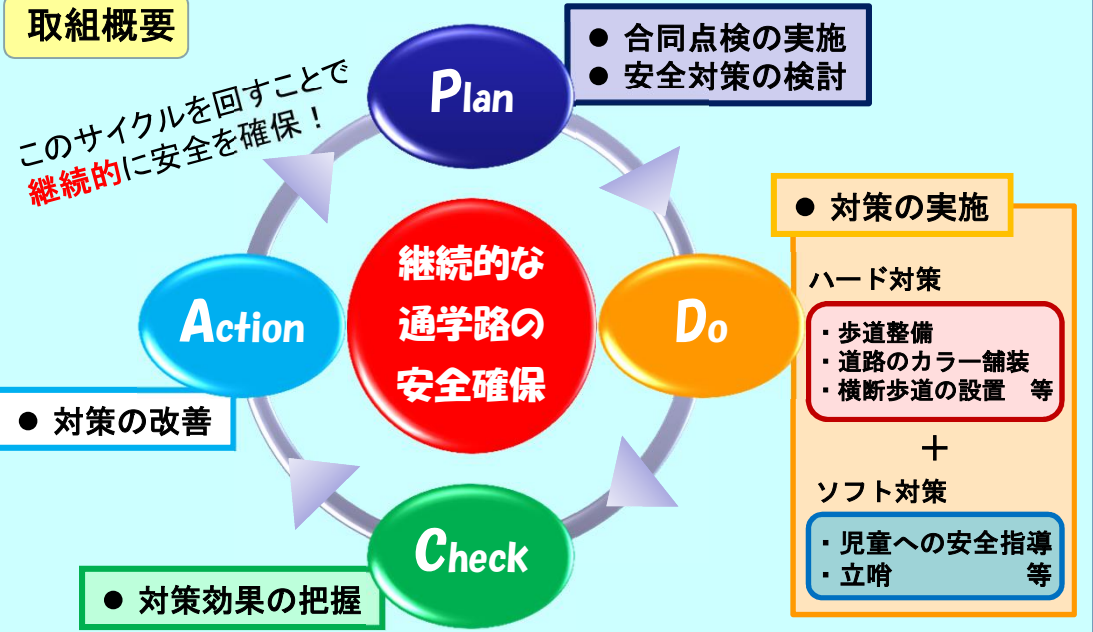 取組概要
このサイクルを回すことで
継続的に安全を確保！
Plan
● 合同点検の実施
● 安全対策の検討
Do
● 対策の実施
ハード対策
・歩道整備
・道路のカラー舗装
・横断歩道の設置　等
＋
ソフト対策
・児童への安全指導
・立哨　等
継続的な
通学路の
安全確保
Action
● 対策の改善
Check
● 対策効果の把握